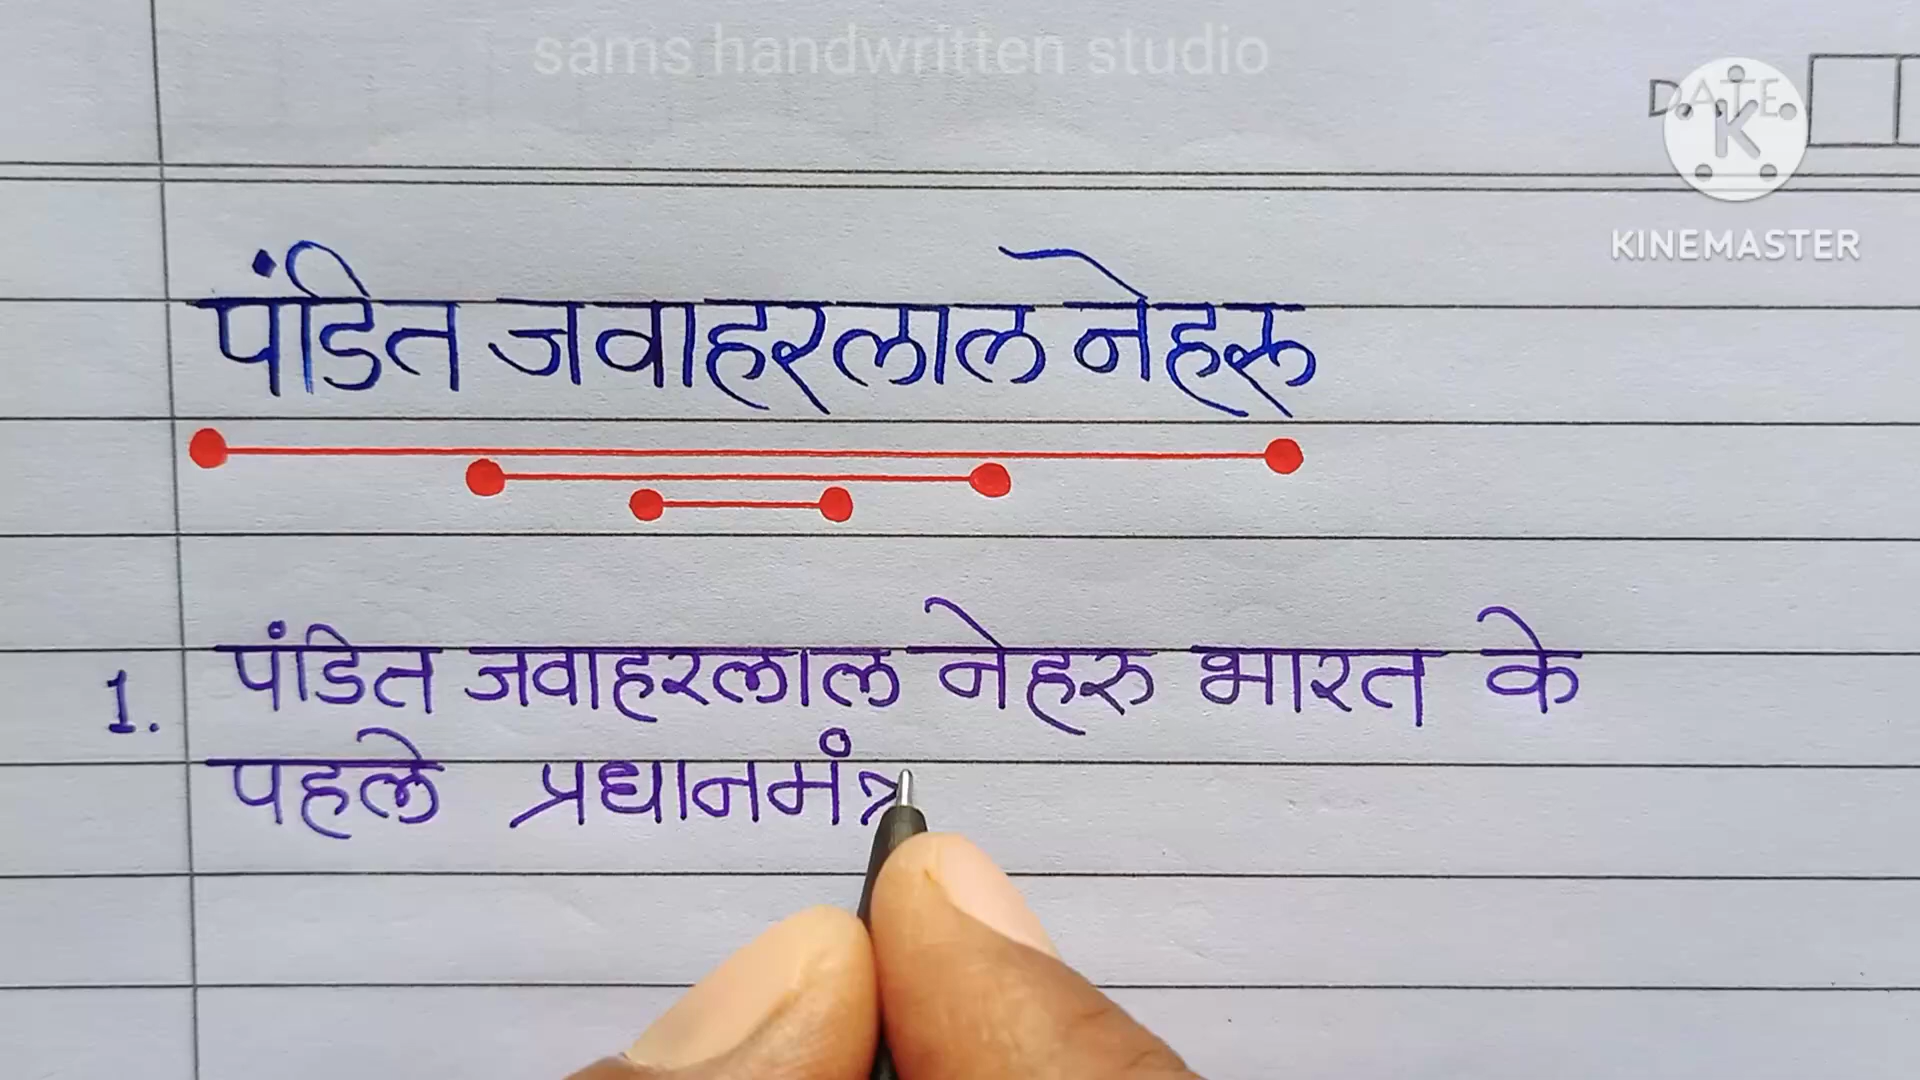 sams handwritten studio
DATE
K
KINEMASTER
पंडित जवाहरलाल नेहरू
1. पंडित जवाहरलाल नेहरु भारत के
पहले प्रधानमंत्र